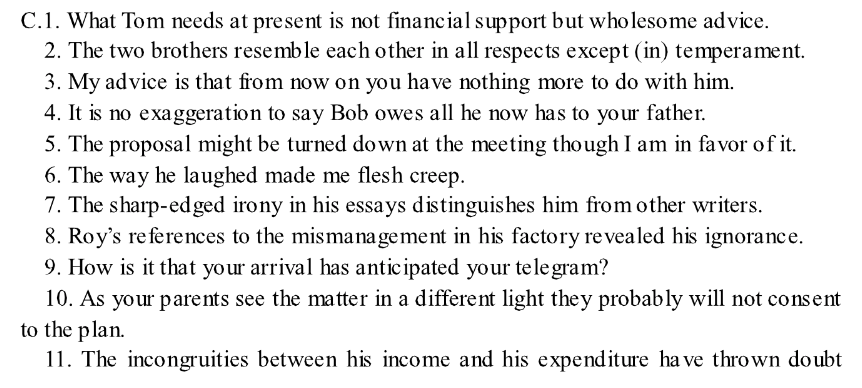 C.1. What Tom needs at present is not financial support but wholesome advice.
2. The two brothers resemble each other in all respects except (in) temperament.
3. My advice is that from now on you have nothing more to do with him.
4. It is no exaggeration to say Bob owes all he now has to your father.
5. The proposal might be turned down at the meeting though I am in favor of it.
6. The way he laughed made me flesh creep.
7. The sharp-edged irony in his essays distinguishes him from other writers.
8. Roy's references to the mismanagement in his factory revealed his ignorance.
9. How is it that your arrival has anticipated your telegram?
10. As your parents see the matter in a different light they probably will not consent
to the plan.
11. The incongruities between his income and his expenditure have thrown doubt